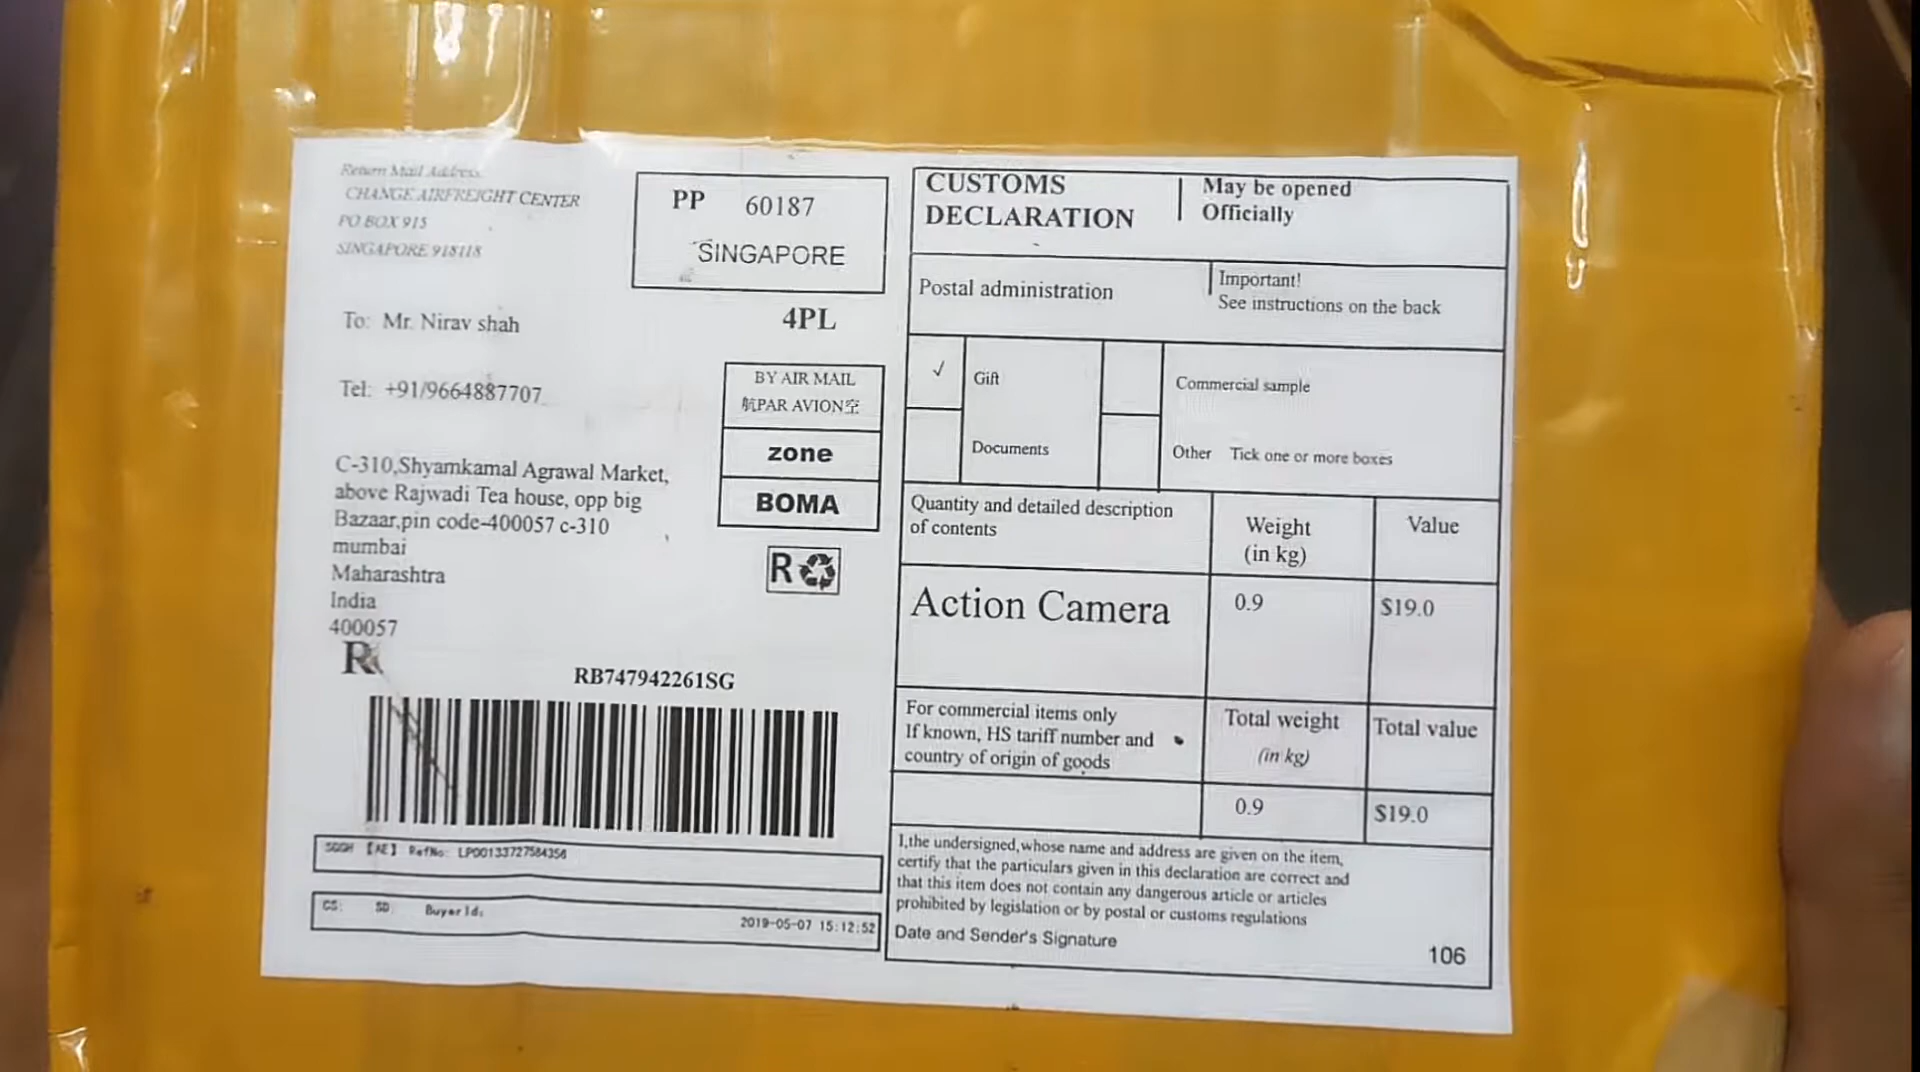 Return Mail Address:
CHANGE AIRFREIGHT CENTER
PO BOX 915
SINGAPORE 918118
PP 60187
SINGAPORE
4PL
To: Mr. Nirav shah
Tel: +91/9664887707
BY AIR MAIL
航PAR AVION空
zone
BOMA
R
C-310,Shyamkamal Agrawal Market,
above Rajwadi Tea house, opp big
Bazaar,pin code-400057 c-310
mumbai
Maharashtra
India
400057
R
RB747942261SG
SGGH 【AE】 RefNo: LP00133727584356
CS: SD: Buyer Id:
2019-05-07 15:12:52
CUSTOMS
DECLARATION
May be opened
Officially
Postal administration
Important!
See instructions on the back
✓ Gift
Commercial sample
Documents
Other Tick one or more boxes
Quantity and detailed description
of contents
Weight
(in kg)
Value
Action Camera
0.9
$19.0
For commercial items only
If known, HS tariff number and
country of origin of goods
Total weight
(in kg)
Total value
0.9
$19.0
I,the undersigned,whose name and address are given on the item,
certify that the particulars given in this declaration are correct and
that this item does not contain any dangerous article or articles
prohibited by legislation or by postal or customs regulations
Date and Sender's Signature
106